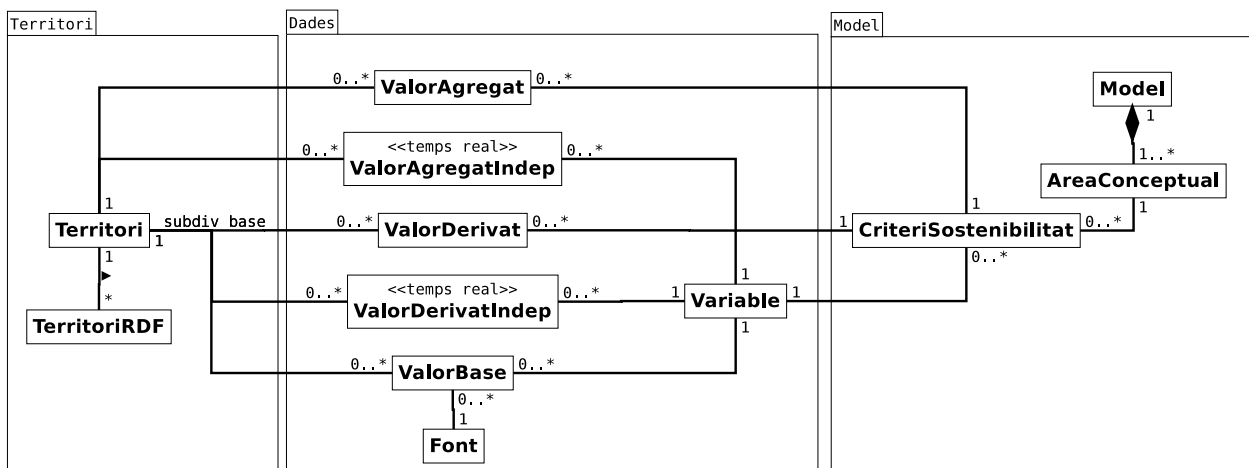 Territori
Dades
Model
0..* ValorAgregat 0..*
Model
1
<<temps real>>
0..* ValorAgregatIndep 0..*
1..*
AreaConceptual
1
1
1
Territori
subdiv base
1
0..* ValorDerivat 0..*
1 CriteriSostenibilitat 0..*
1
0..*
1
<<temps real>>
0..* ValorDerivatIndep 0..*
1 Variable 1
*
TerritoriRDF
1
0..* ValorBase 0..*
0..*
1
Font